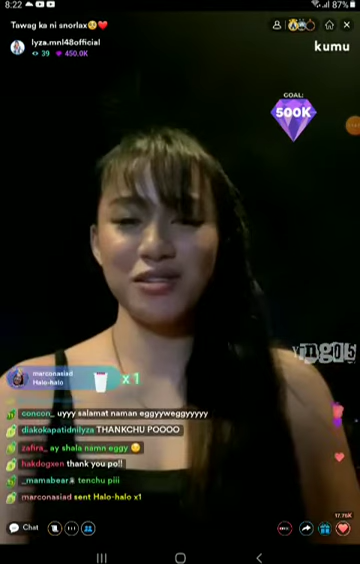 8:22
87%
Tawag ka ni snorlax🥺❤️
lyza.mnl48official
39 450.0K
kumu
GOAL:
500K
marconasiad
Halo-halo
x 1
concon_ uyyy salamat naman eggyyweggyyyyy
diakokapatidnilyza THANKCHU POOOO
zafira_ ay shala namn eggy
hakdogxen thank you po!!
_mamabear tenchu piii
marconasiad sent Halo-halo x1
17.76K
Chat